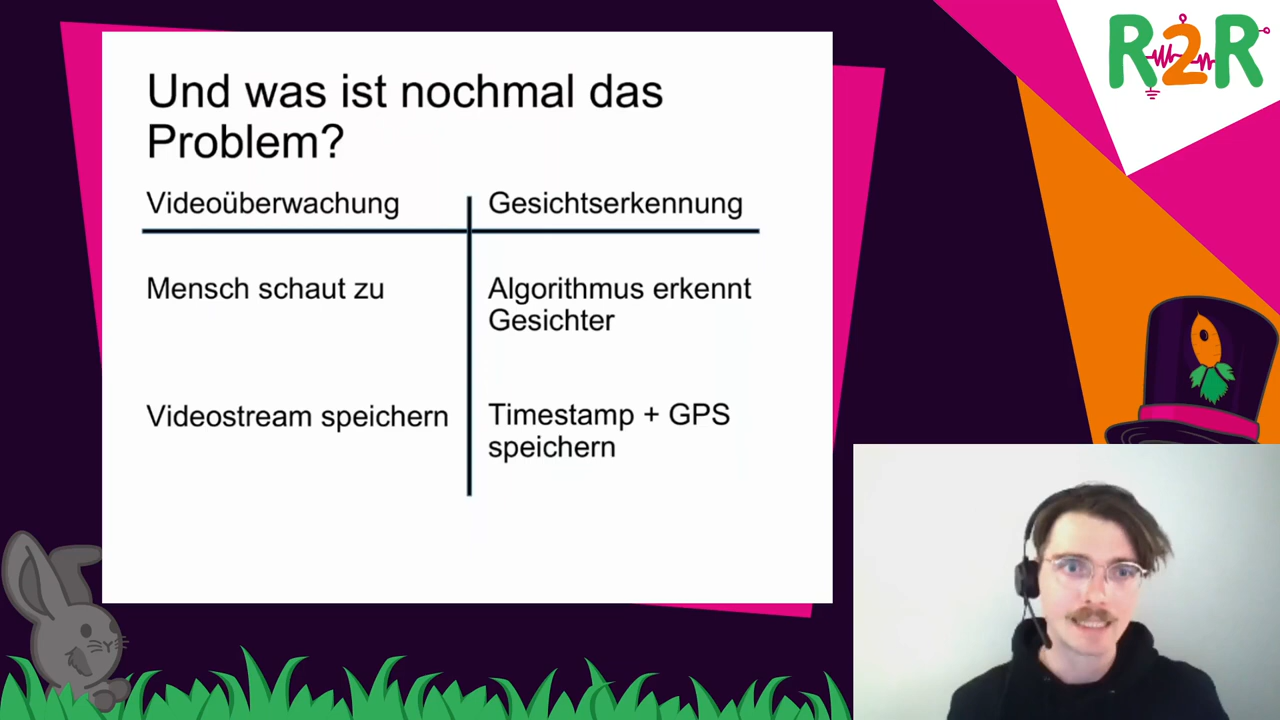 Und was ist nochmal das
Problem?
Videoüberwachung
Gesichtserkennung
Mensch schaut zu
Algorithmus erkennt
Gesichter
Videostream speichern
Timestamp + GPS
speichern
R2R